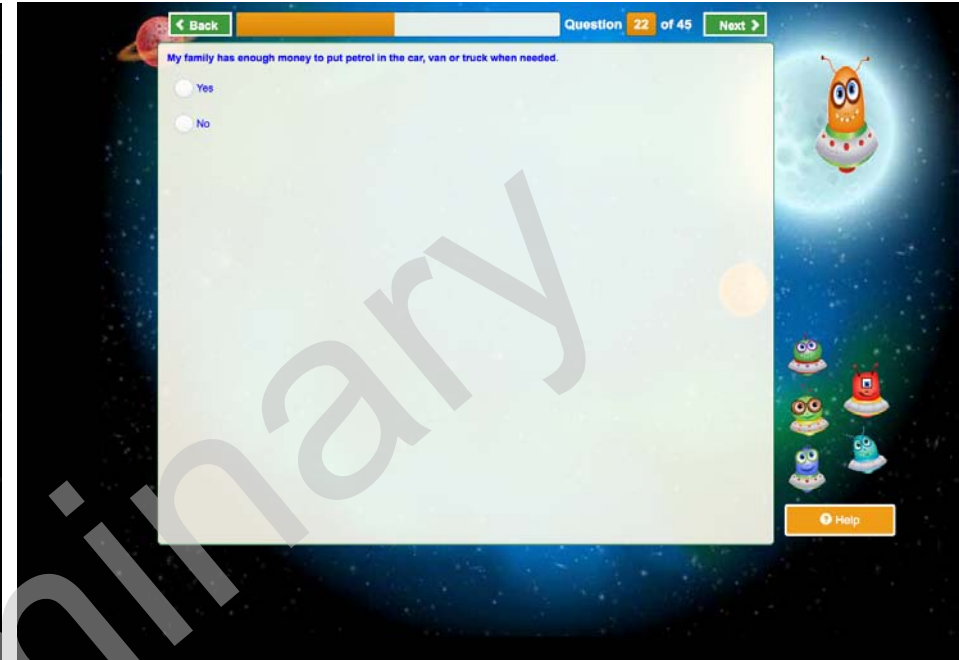 Back
Question 22 of 45
Next
My family has enough money to put petrol in the car, van or truck when needed.
Yes
No
Help